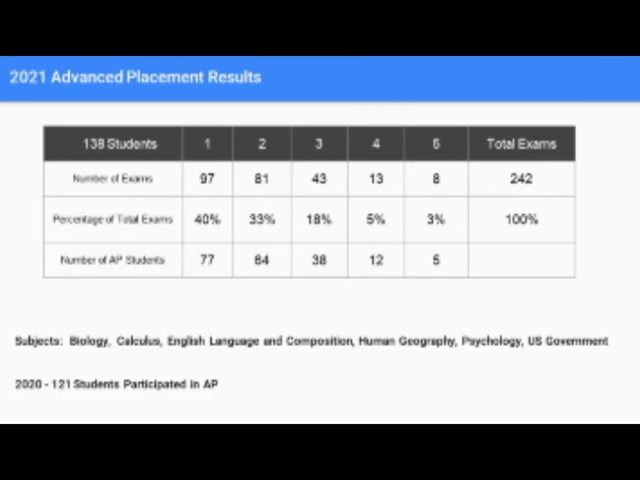 2021 Advanced Placement Results
138 Students 1 2 3 4 5 Total Exams
Number of Exams 97 81 43 13 8 242
Percentage of Total Exams 40% 33% 18% 5% 3% 100%
Number of AP Students 77 64 38 12 5
Subjects: Biology, Calculus, English Language and Composition, Human Geography, Psychology, US Government
2020 - 121 Students Participated in AP